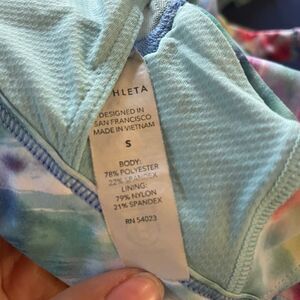 HLETA
DESIGNED IN
SAN FRANCISCO
MADE IN VIETNAM
S
BODY:
78% POLYESTER
22% SPANDEX
LINING:
79% NYLON
21% SPANDEX
RN 54023